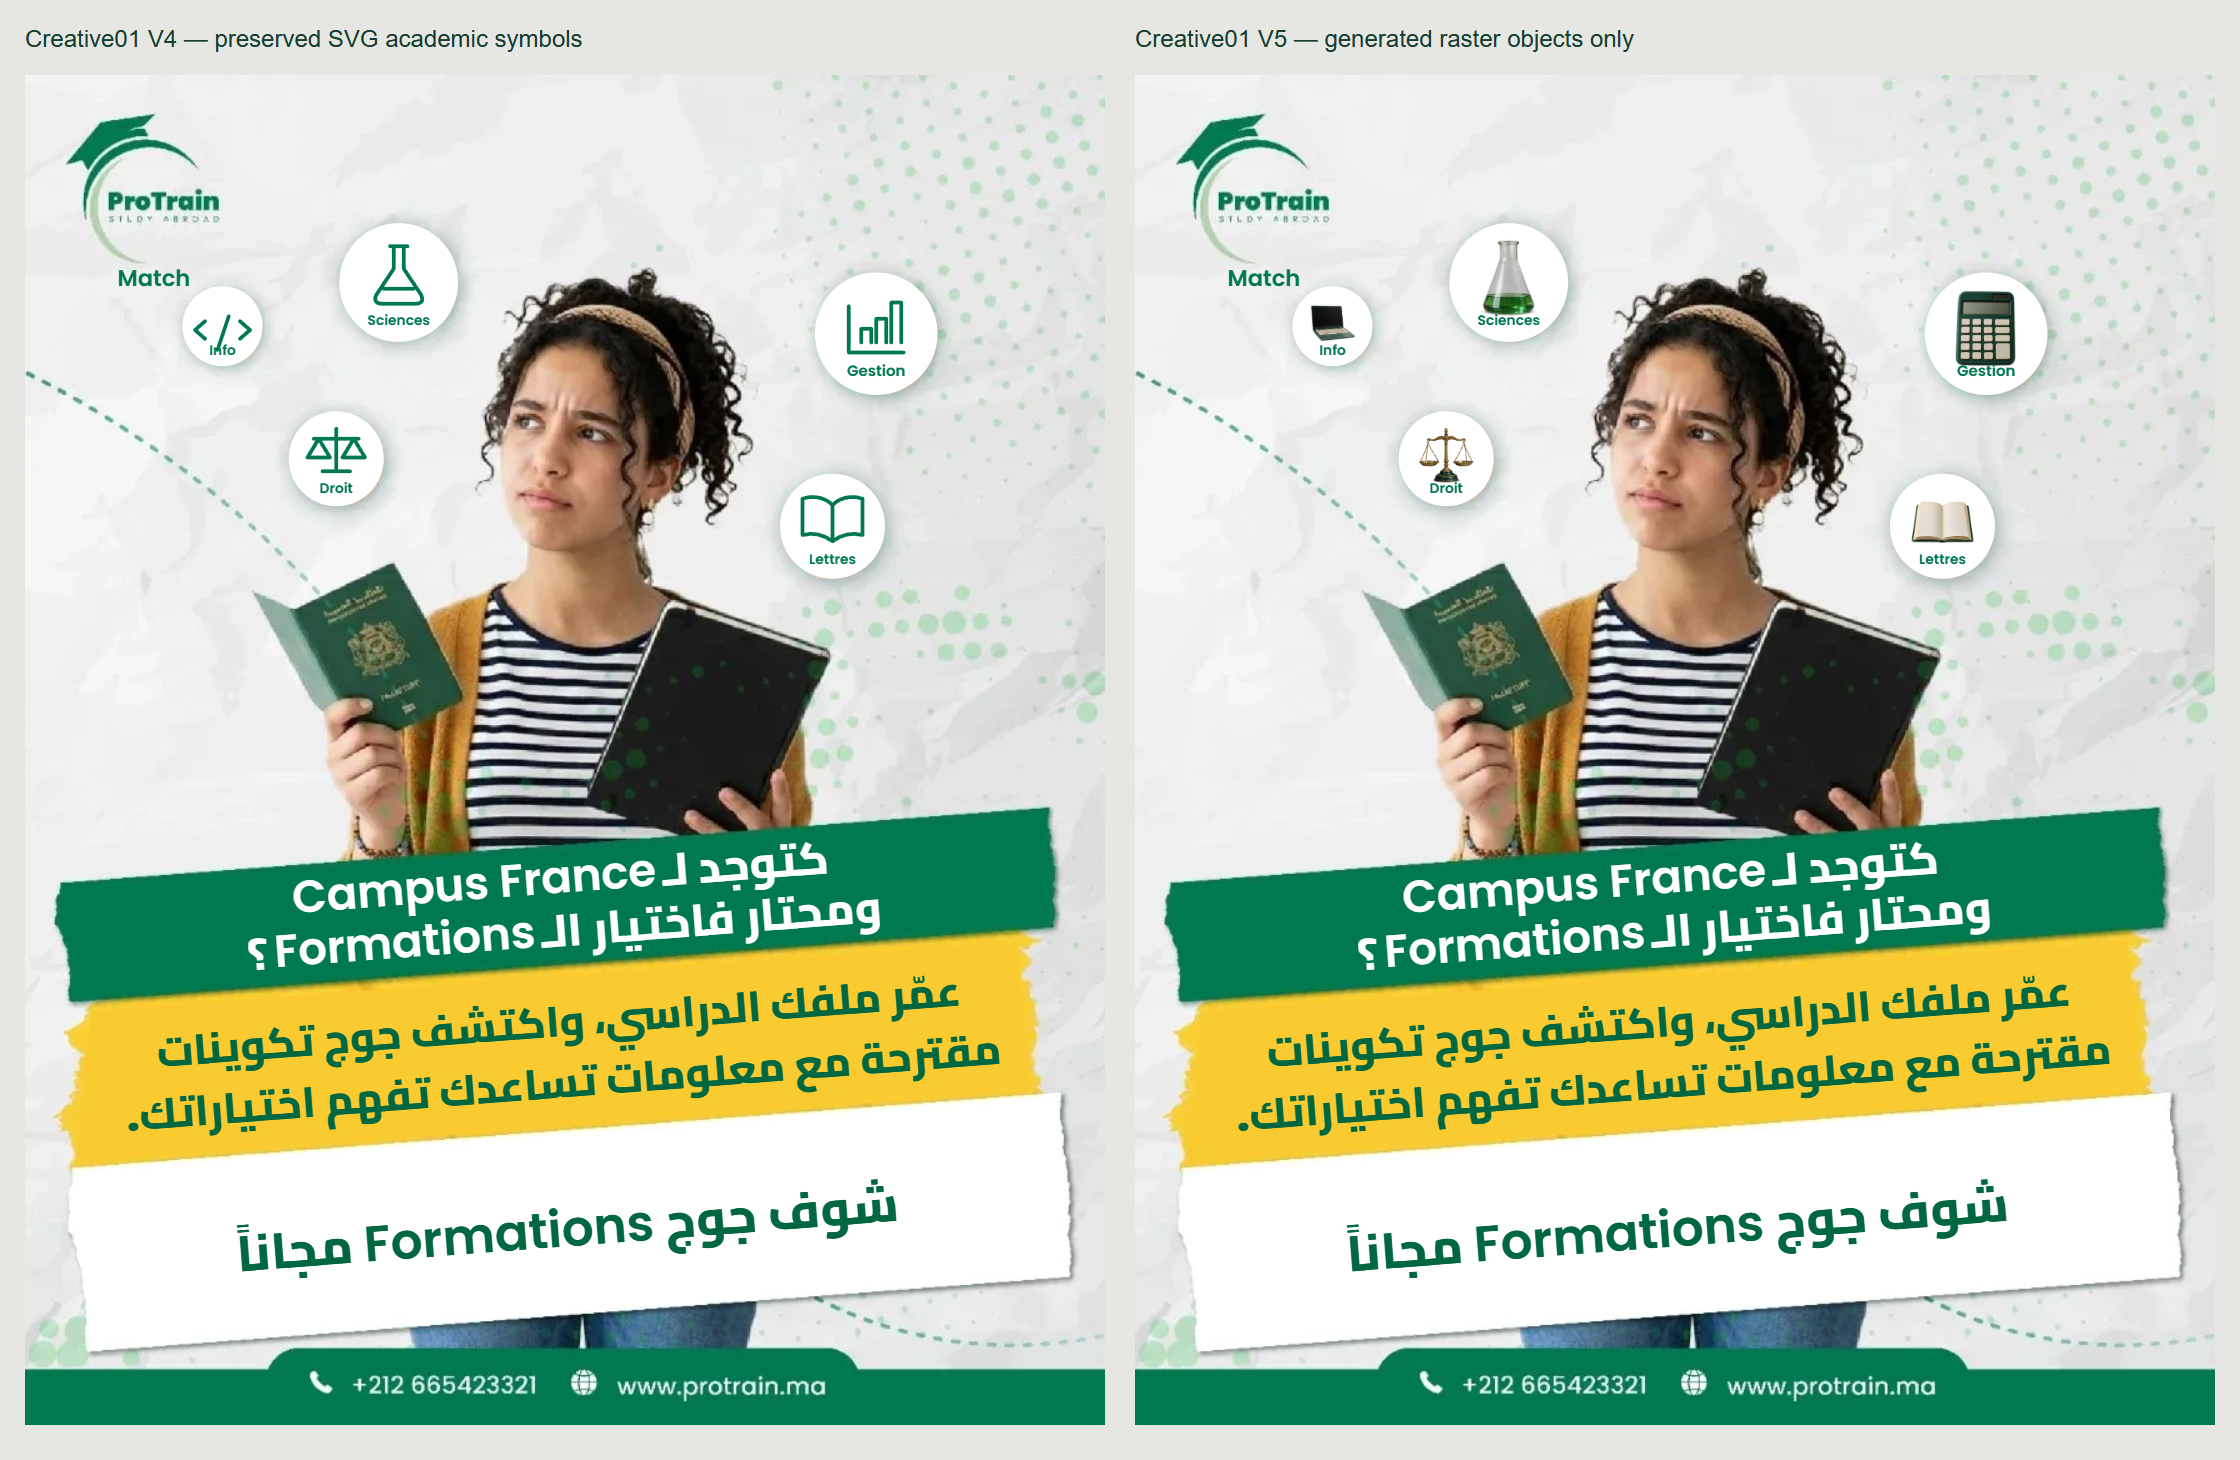 Creative01 V4 — preserved SVG academic symbols
ProTrain
STUDY ABROAD
Match
Info
Sciences
Gestion
Droit
Lettres
كتوجد لـ Campus France
ومحتار فاختيار الـ Formations؟
عمّر ملفك الدراسي، واكتشف جوج تكوينات
مقترحة مع معلومات تساعدك تفهم اختياراتك.
شوف جوج Formations مجاناً
+212 665423321 www.protrain.ma
Creative01 V5 — generated raster objects only
ProTrain
STUDY ABROAD
Match
Info
Sciences
Gestion
Droit
Lettres
كتوجد لـ Campus France
ومحتار فاختيار الـ Formations؟
عمّر ملفك الدراسي، واكتشف جوج تكوينات
مقترحة مع معلومات تساعدك تفهم اختياراتك.
شوف جوج Formations مجاناً
+212 665423321 www.protrain.ma